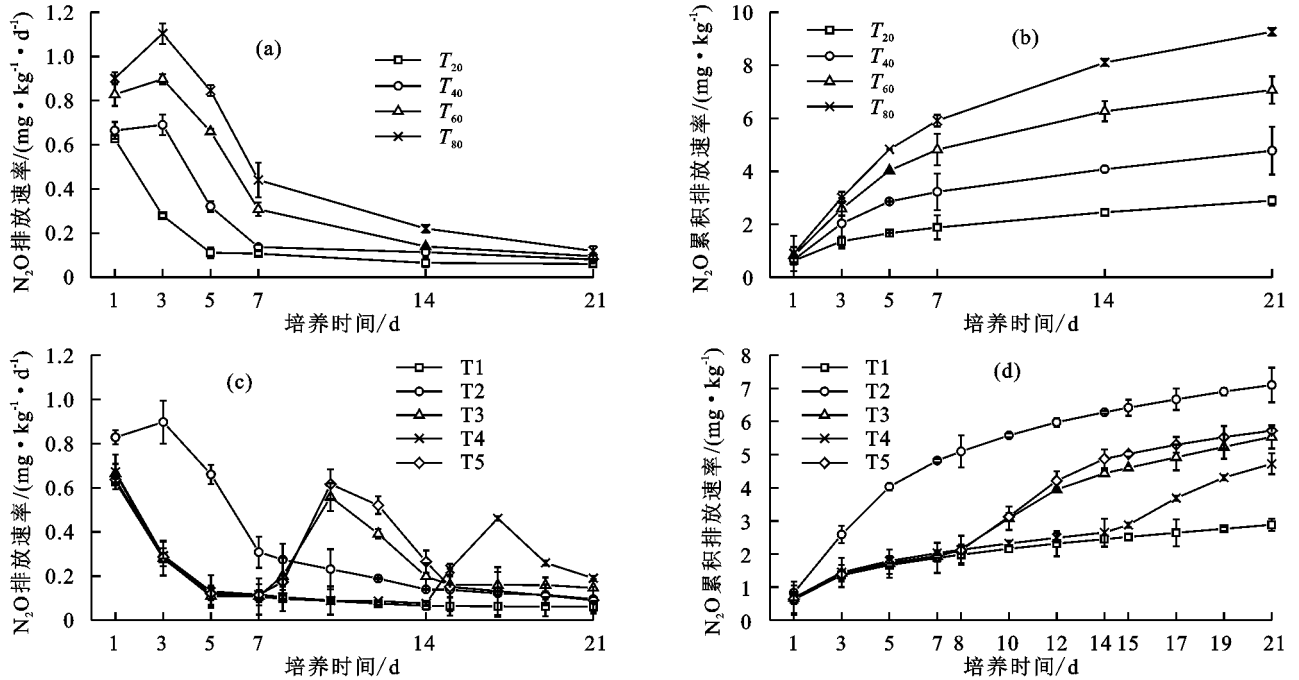 N₂O排放速率/(mg·kg⁻¹·d⁻¹)
1.2
1.0
0.8
0.6
0.4
0.2
0
(a)
T₂₀
T₄₀
T₆₀
T₈₀
1 3 5 7 14 21
培养时间/d
N₂O累积排放速率/(mg·kg⁻¹)
10
8
6
4
2
0
(b)
T₂₀
T₄₀
T₆₀
T₈₀
1 3 5 7 14 21
培养时间/d
N₂O排放速率/(mg·kg⁻¹·d⁻¹)
1.2
1.0
0.8
0.6
0.4
0.2
0
(c)
T1
T2
T3
T4
T5
1 3 5 7 14 21
培养时间/d
N₂O累积排放速率/(mg·kg⁻¹)
8
7
6
5
4
3
2
1
0
(d)
T1
T2
T3
T4
T5
1 3 5 7 8 10 12 14 15 17 19 21
培养时间/d